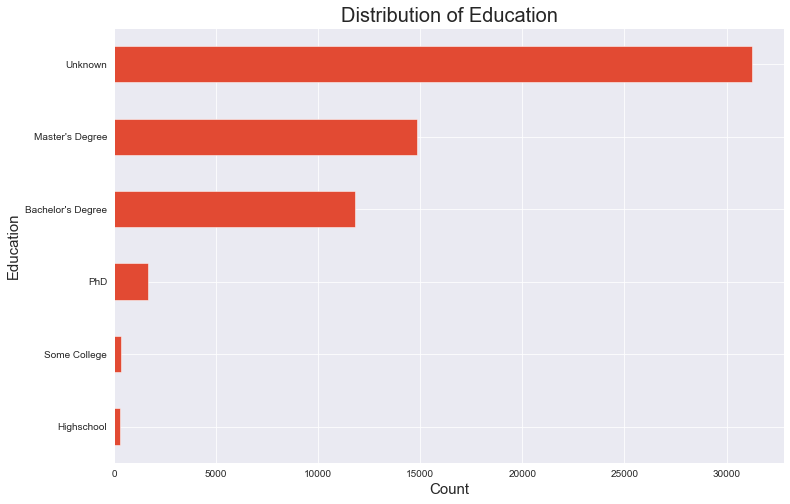 Distribution of Education
Unknown
Master's Degree
Bachelor's Degree
PhD
Some College
Highschool
Education
0 5000 10000 15000 20000 25000 30000
Count